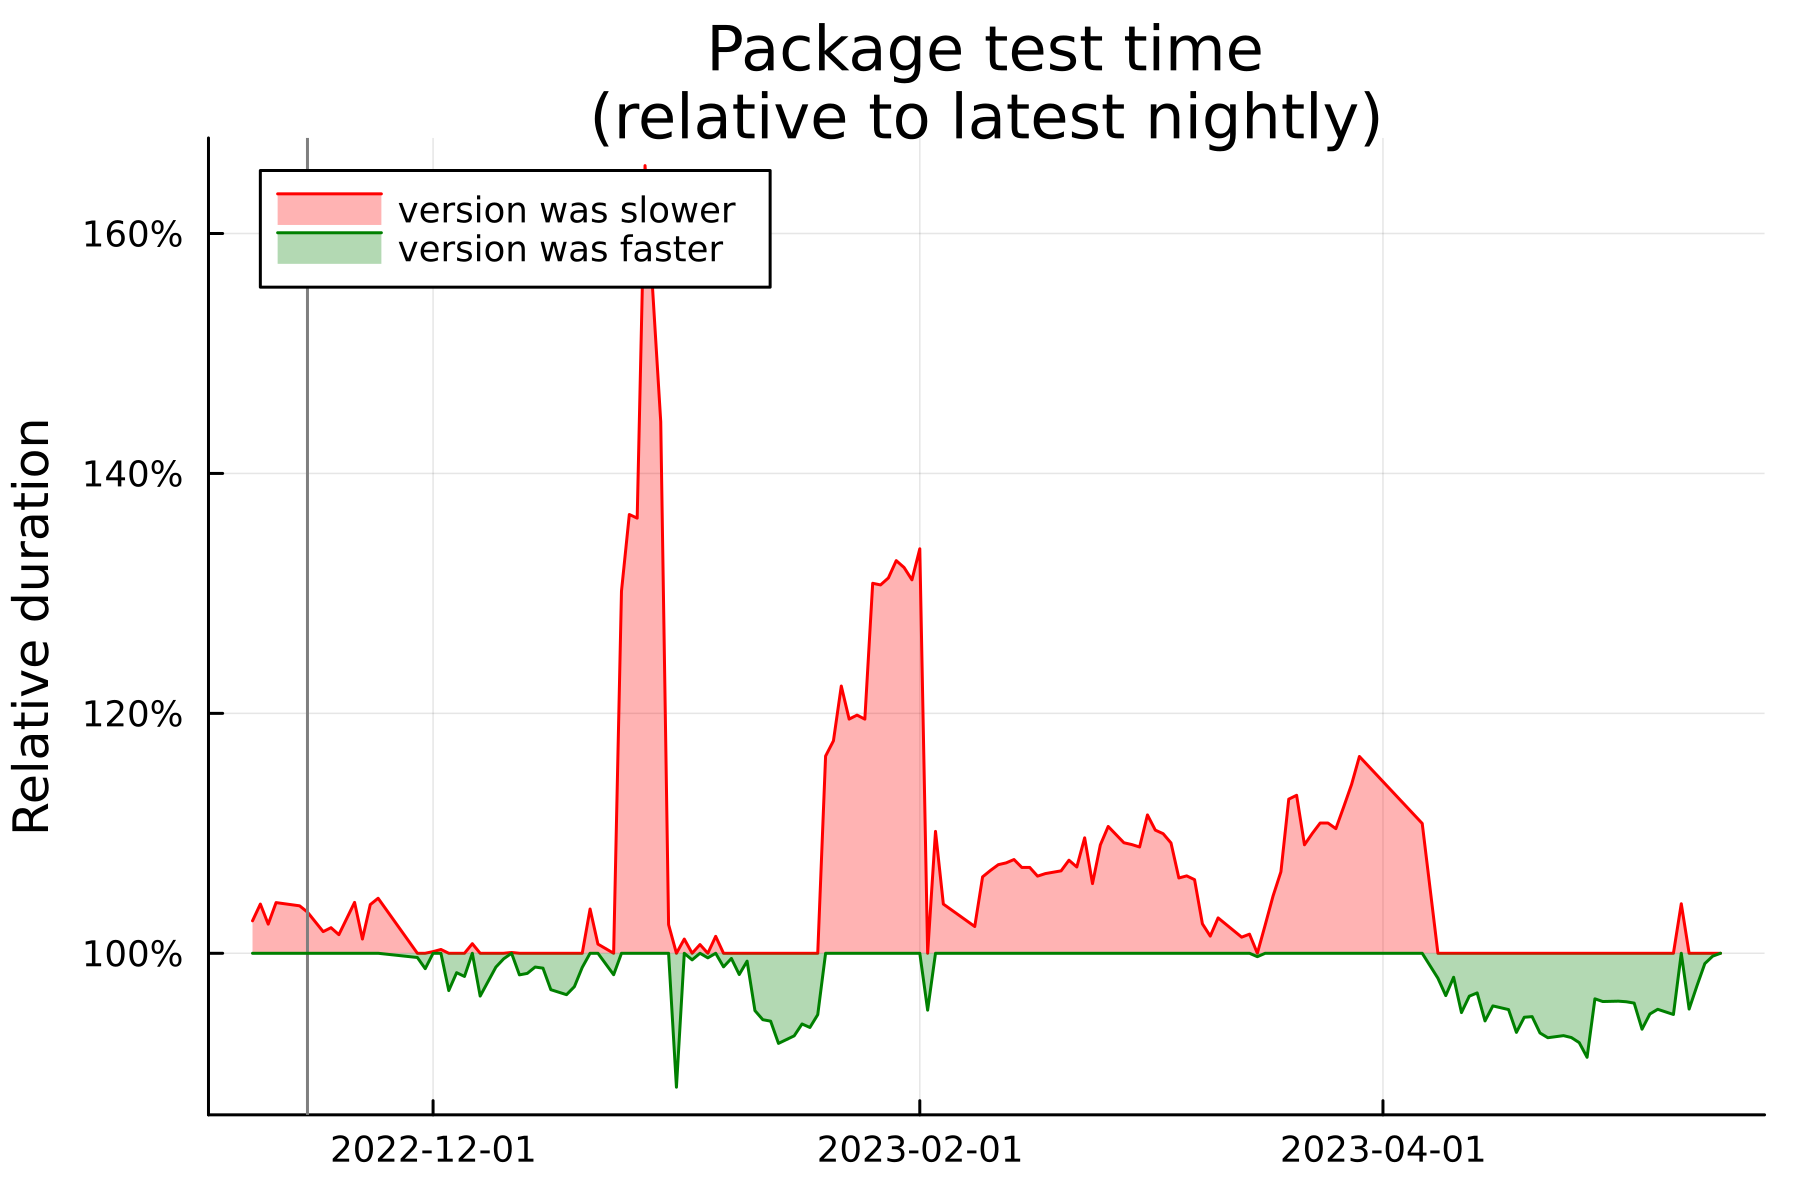 Package test time
(relative to latest nightly)
version was slower
version was faster
160%
140%
120%
100%
Relative duration
2022-12-01
2023-02-01
2023-04-01